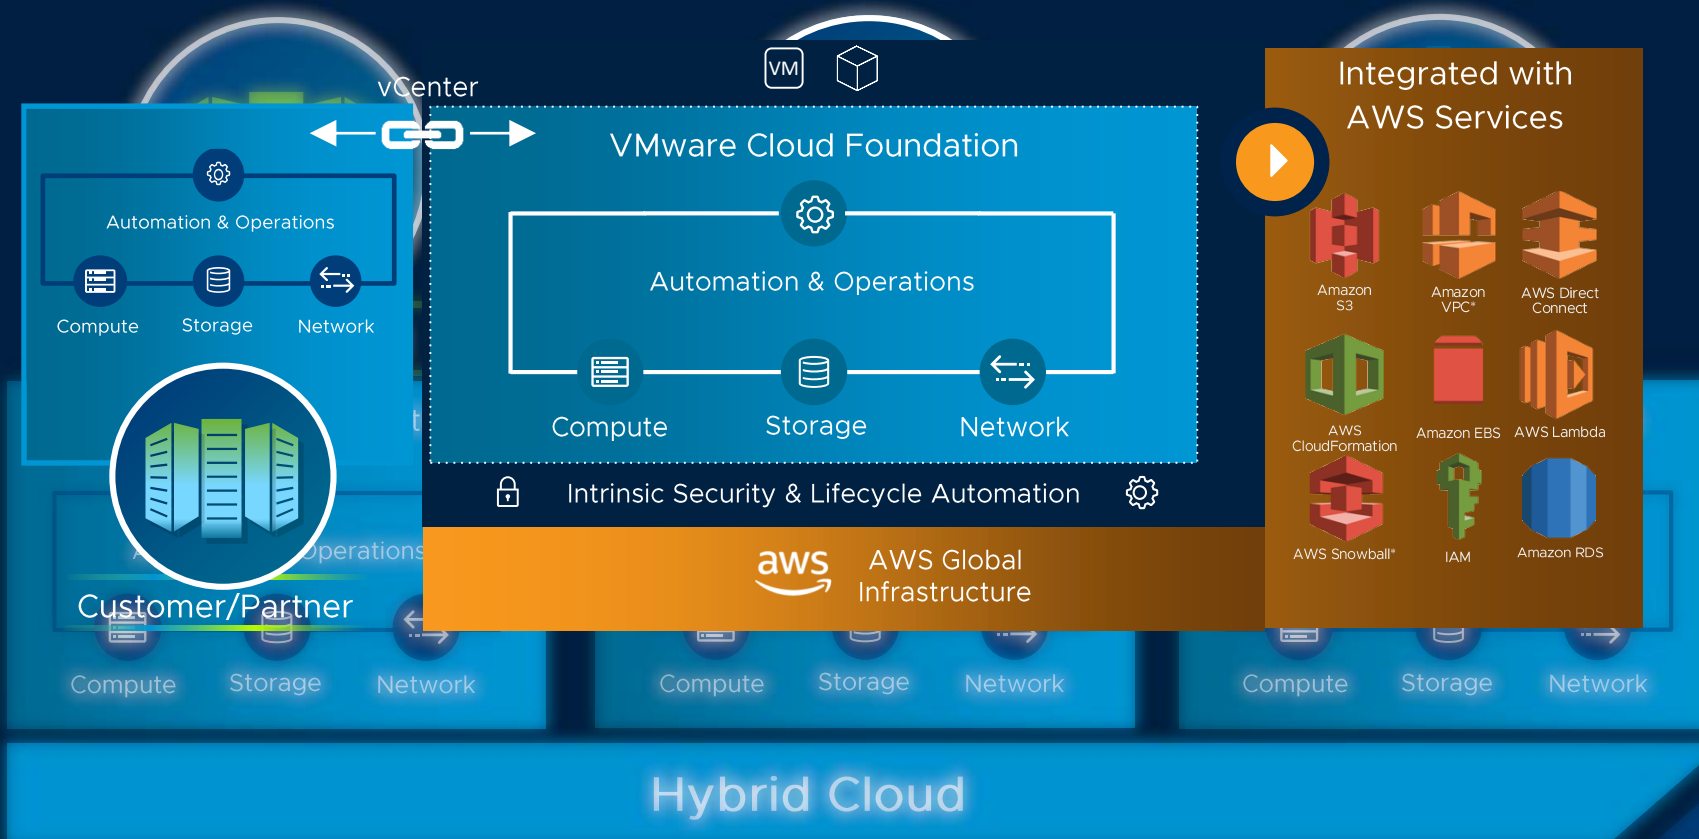 VM
vCenter
VMware Cloud Foundation
Automation & Operations
Compute
Storage
Network
Automation & Operations
Compute
Storage
Network
Intrinsic Security & Lifecycle Automation
aws
AWS Global
Infrastructure
Integrated with
AWS Services
Amazon
S3
Amazon
VPC*
AWS Direct
Connect
AWS
CloudFormation
Amazon EBS
AWS Lambda
AWS Snowball*
IAM
Amazon RDS
Operations
Customer/Partner
Compute
Storage
Network
Compute
Storage
Network
Compute
Storage
Network
Hybrid Cloud